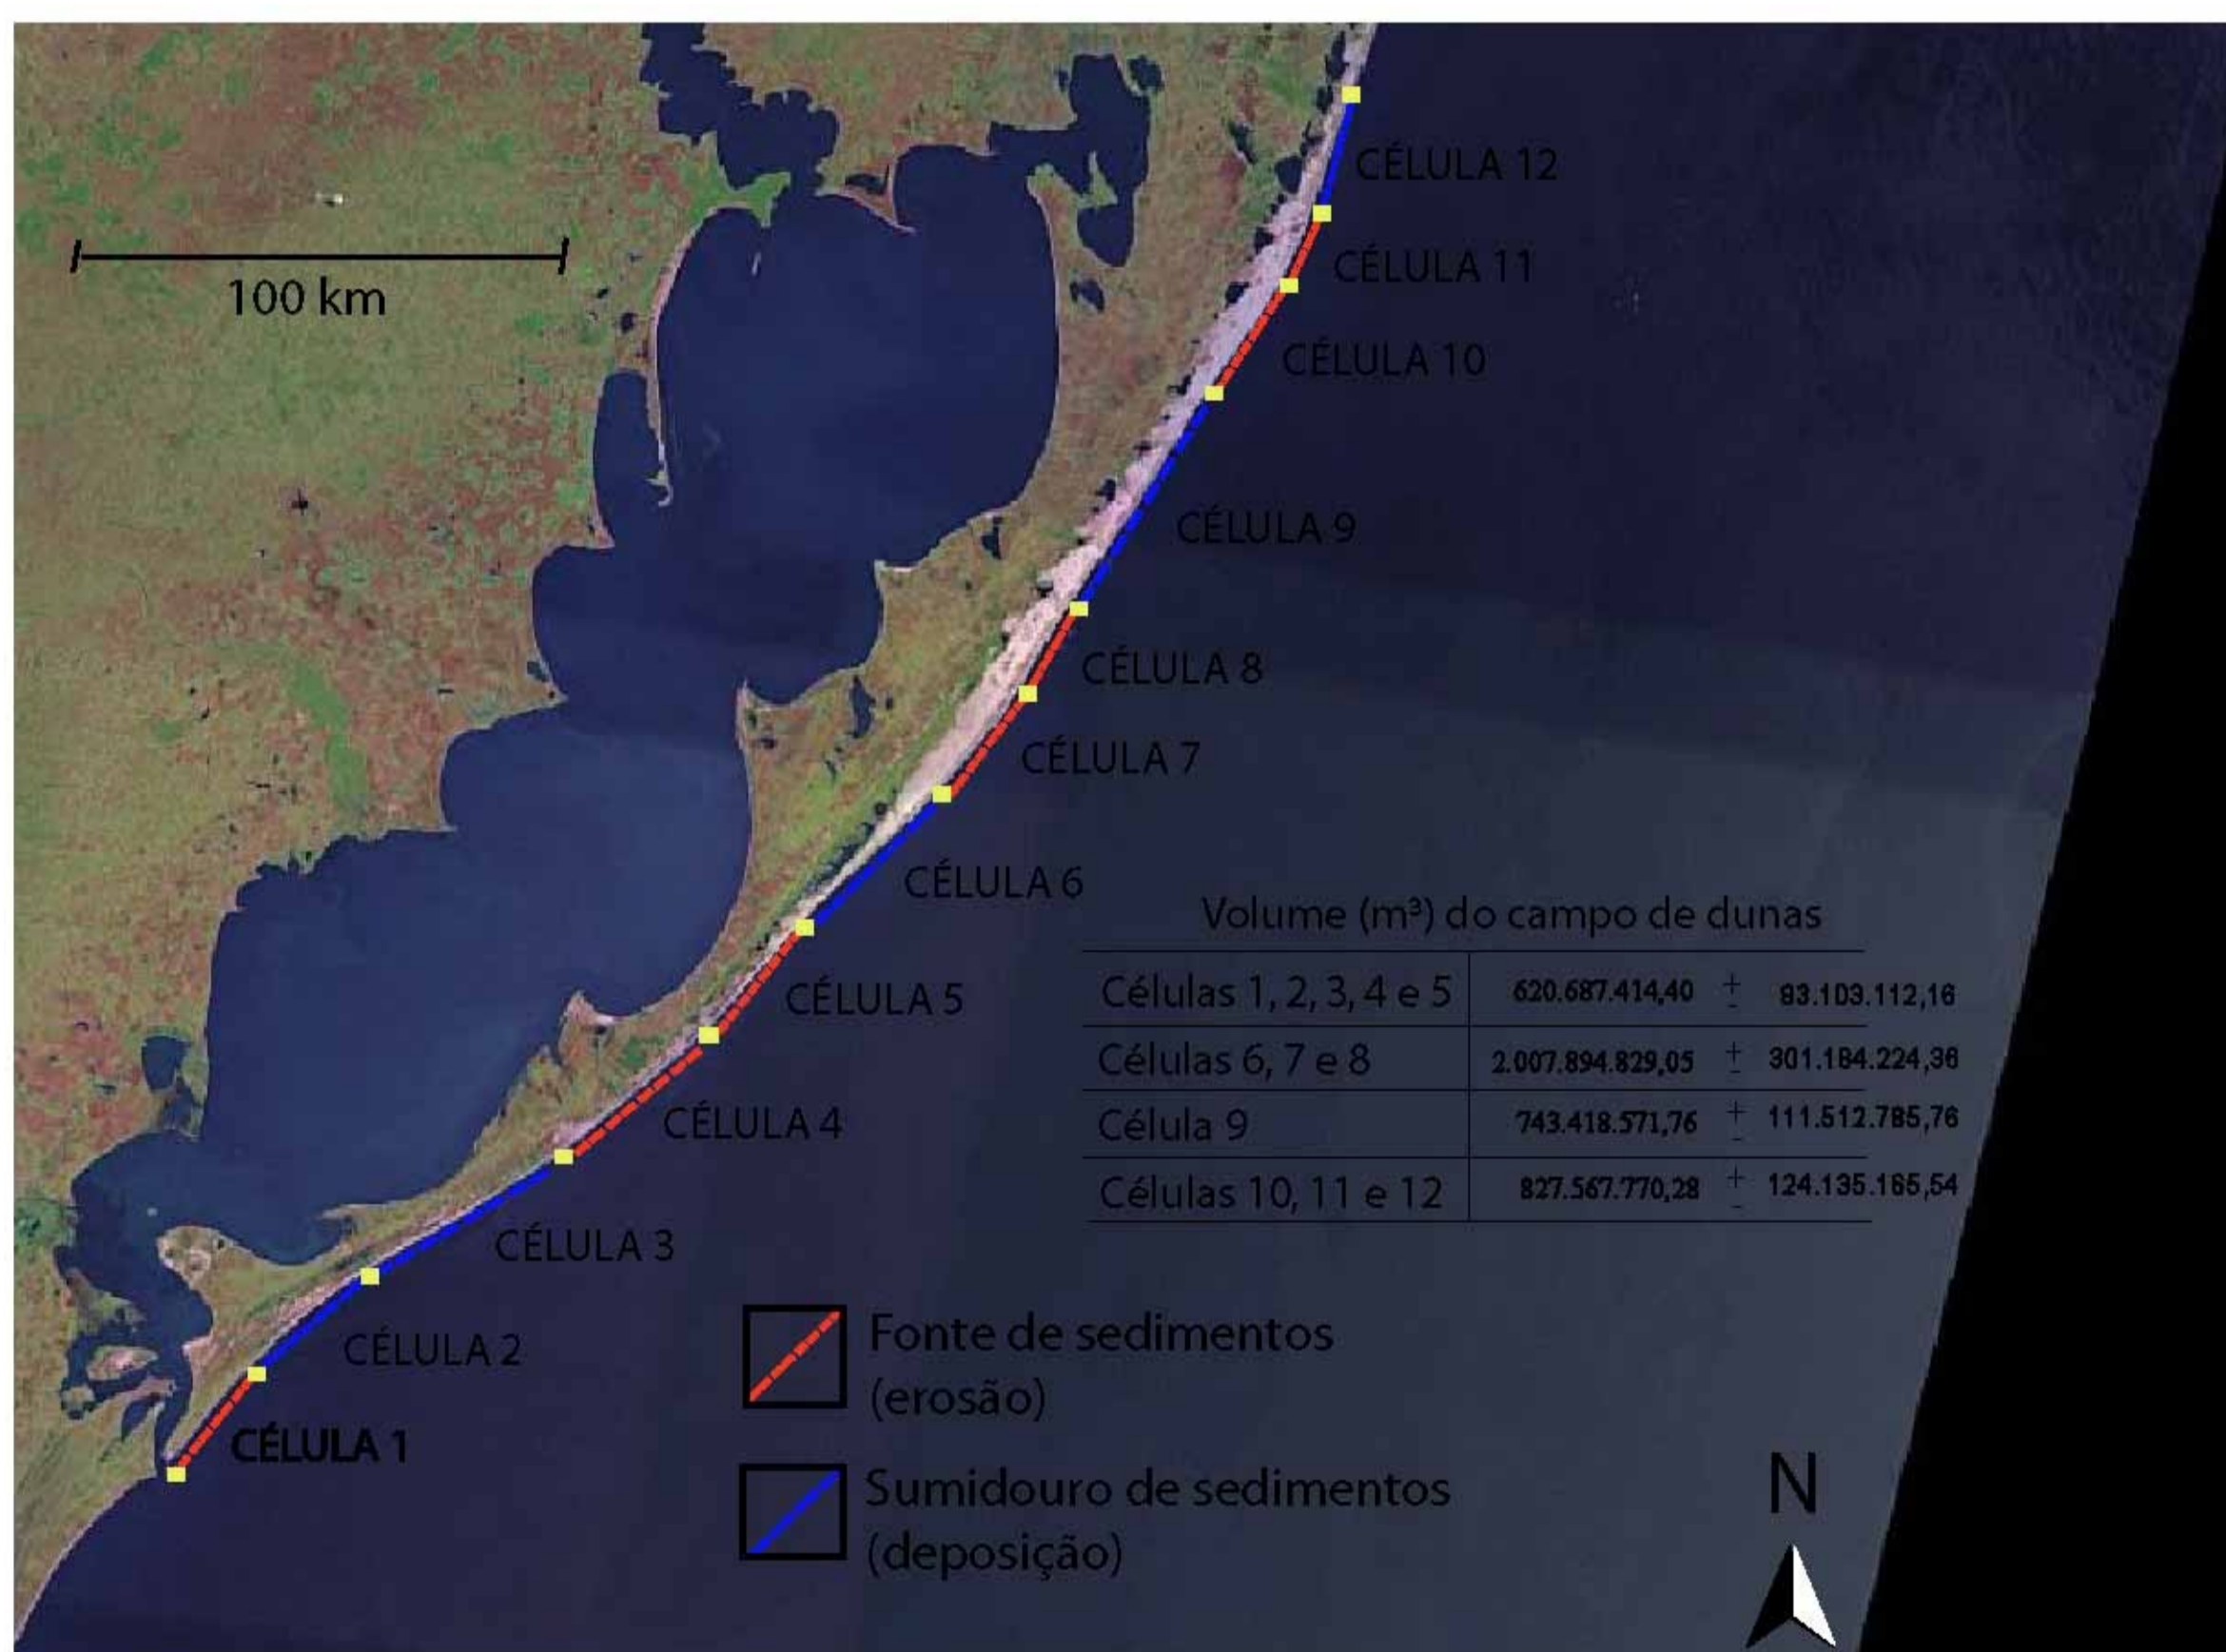 CÉLULA 12
CÉLULA 11
100 km
CÉLULA 10
CÉLULA 9
CÉLULA 8
CÉLULA 7
CÉLULA 6
CÉLULA 5
CÉLULA 4
CÉLULA 3
CÉLULA 2
CÉLULA 1
Volume (m³) do campo de dunas
Células 1, 2, 3, 4 e 5 620.687.414,40 ± 93.103.112,16
Células 6, 7 e 8 2.007.894.829,05 ± 301.184.224,36
Célula 9 743.418.571,76 ± 111.512.785,76
Células 10, 11 e 12 827.567.770,28 ± 124.135.165,54
Fonte de sedimentos
(erosão)
Sumidouro de sedimentos
(deposição)
N